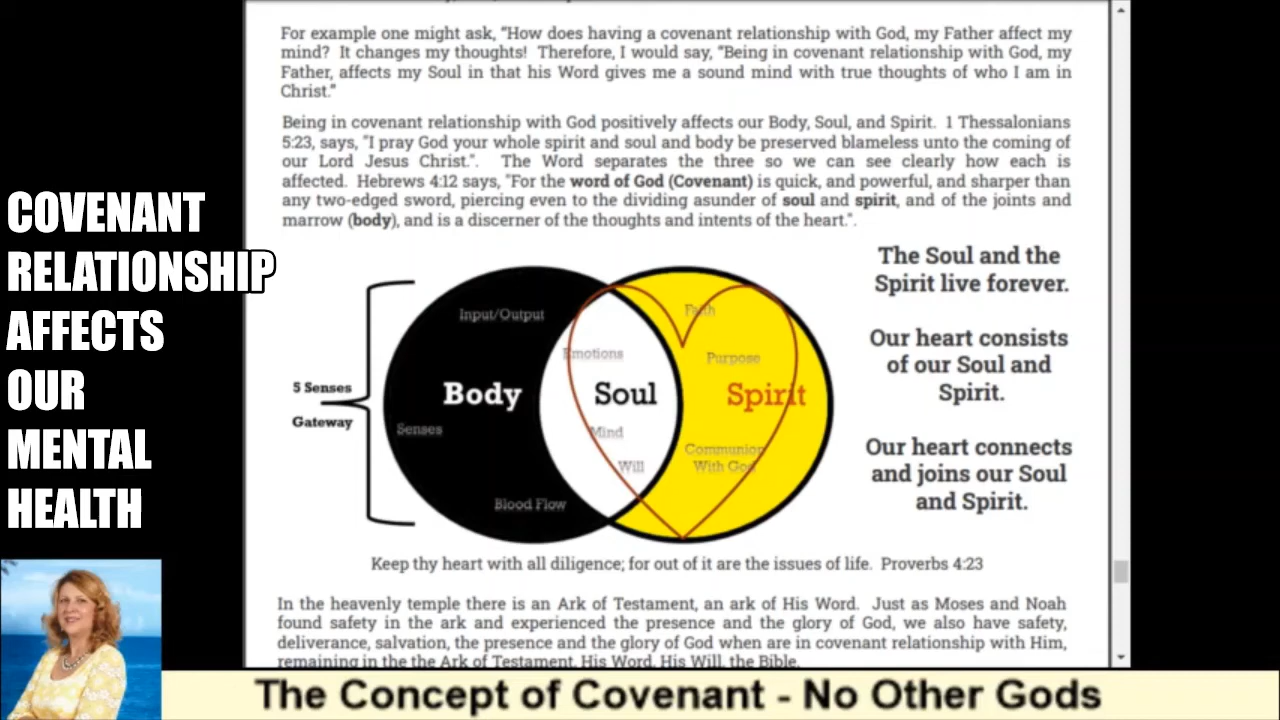 For example one might ask, "How does having a covenant relationship with God, my Father affect my
mind? It changes my thoughts! Therefore, I would say, "Being in covenant relationship with God, my
Father, affects my Soul in that his Word gives me a sound mind with true thoughts of who I am in
Christ."
Being in covenant relationship with God positively affects our Body, Soul, and Spirit. 1 Thessalonians
5:23, says, "I pray God your whole spirit and soul and body be preserved blameless unto the coming of
our Lord Jesus Christ.". The Word separates the three so we can see clearly how each is
affected. Hebrews 4:12 says, "For the word of God (Covenant) is quick, and powerful, and sharper than
any two-edged sword, piercing even to the dividing asunder of soul and spirit, and of the joints and
marrow (body), and is a discerner of the thoughts and intents of the heart.".
COVENANT
RELATIONSHIP
AFFECTS
OUR
MENTAL
HEALTH
5 Senses
Gateway
Input/Output
Body
Senses
Blood Flow
Emotions
Soul
Mind
Will
Faith
Purpose
Spirit
Communion
With God
The Soul and the
Spirit live forever.
Our heart consists
of our Soul and
Spirit.
Our heart connects
and joins our Soul
and Spirit.
Keep thy heart with all diligence; for out of it are the issues of life. Proverbs 4:23
In the heavenly temple there is an Ark of Testament, an ark of His Word. Just as Moses and Noah
found safety in the ark and experienced the presence and the glory of God, we also have safety,
deliverance, salvation, the presence and the glory of God when are in covenant relationship with Him,
remaining in the the Ark of Testament, His Word, His Will, the Bible.
The Concept of Covenant - No Other Gods